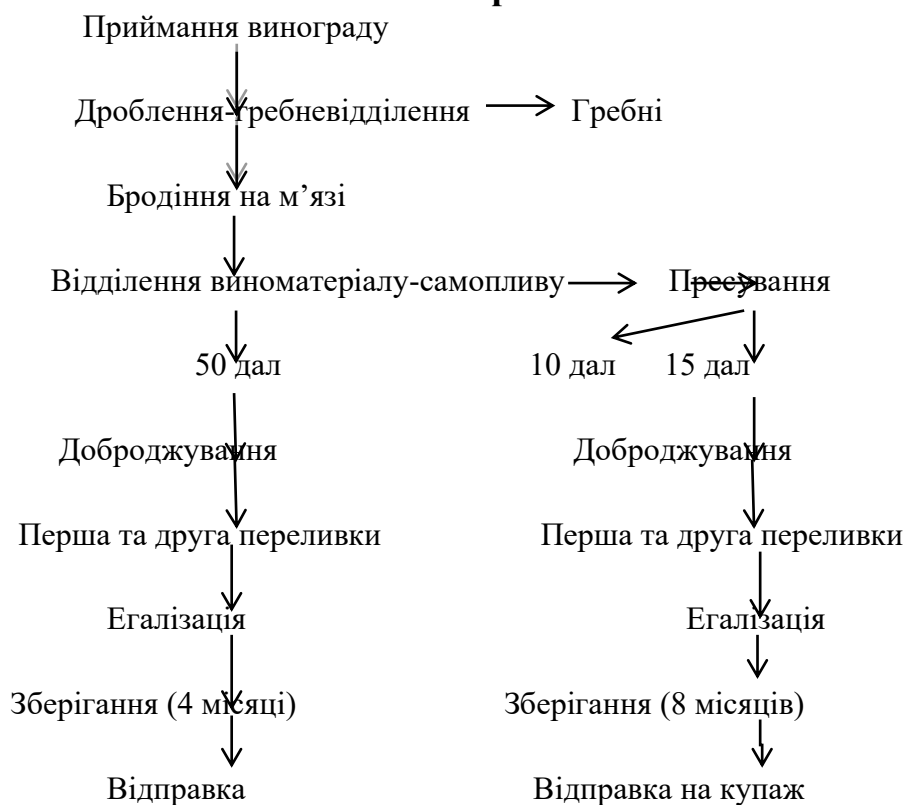 Приймання винограду
Дроблення-гребневідділення Гребні
Бродіння на м’язі
Відділення виноматеріалу-самопливу Пресування
50 дал 10 дал 15 дал
Доброджування Доброджування
Перша та друга переливки Перша та друга переливки
Егалізація Егалізація
Зберігання (4 місяці) Зберігання (8 місяців)
Відправка Відправка на купаж